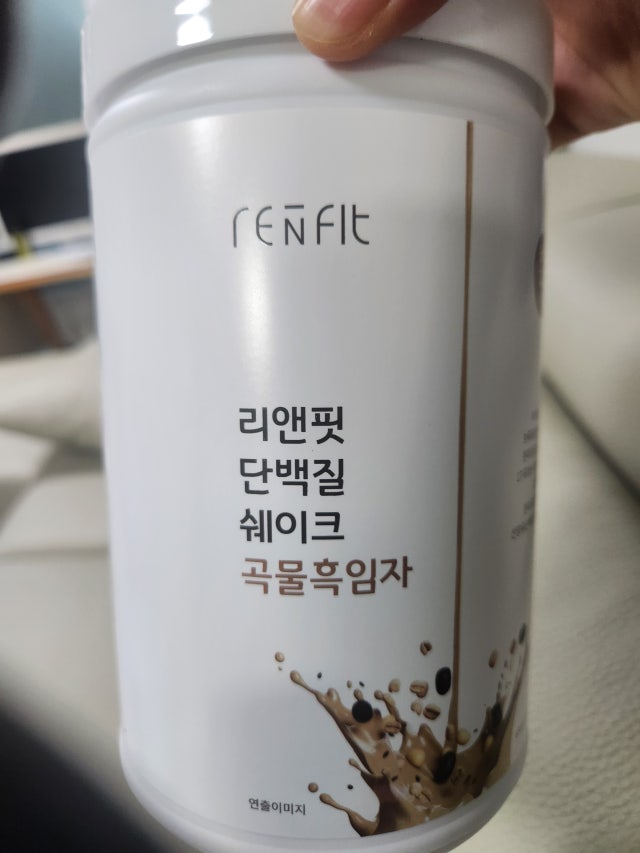 RENFIt
리앤핏
단백질
쉐이크
곡물흑임자
연출이미지